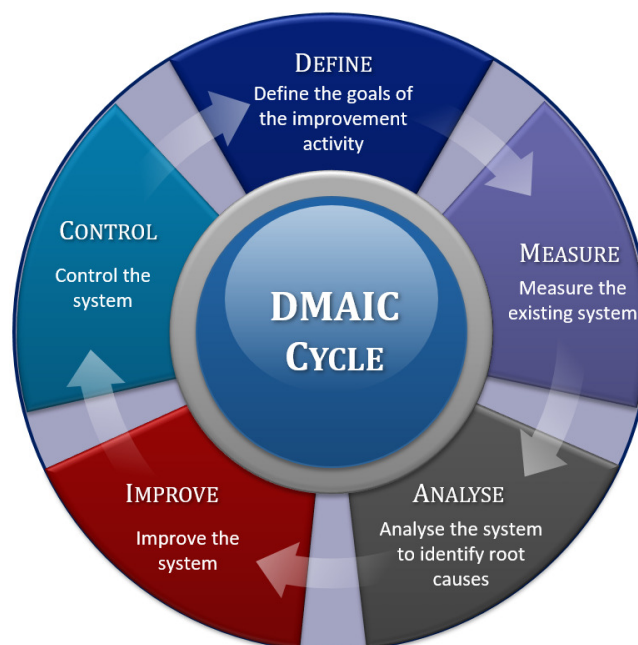 DEFINE
Define the goals of
the improvement
activity
MEASURE
Measure the
existing system
ANALYSE
Analyse the system
to identify root
causes
IMPROVE
Improve the
system
CONTROL
Control the
system
DMAIC
CYCLE